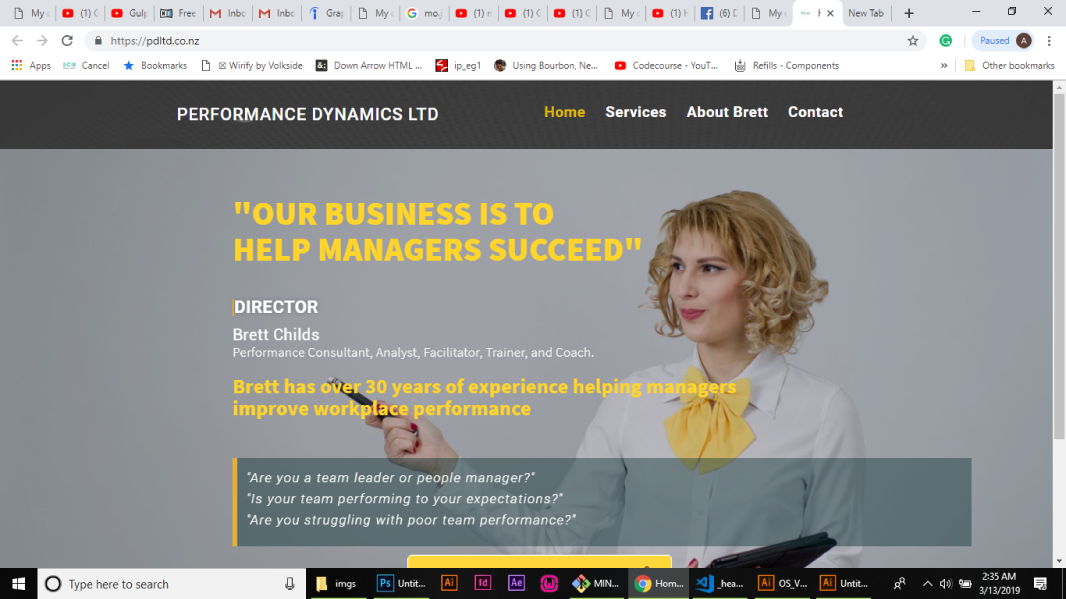 My
(1)
Gulp
Free
Inbo
Inbo
Grap
My
mo.j
(1)
(1)
(1)
My
(1)
(6)
My
New Tab
https://pdltd.co.nz
Paused
A
Apps
Cancel
Bookmarks
Wirify by Volkside
Down Arrow HTML ...
ip_eg1
Using Bourbon, Ne...
Codecourse - YouT...
Refills - Components
»
Other bookmarks
PERFORMANCE DYNAMICS LTD
Home Services About Brett Contact
"OUR BUSINESS IS TO
HELP MANAGERS SUCCEED"
DIRECTOR
Brett Childs
Performance Consultant, Analyst, Facilitator, Trainer, and Coach.
Brett has over 30 years of experience helping managers
improve workplace performance
"Are you a team leader or people manager?"
"Is your team performing to your expectations?"
"Are you struggling with poor team performance?"
Type here to search
imgs
Ps
Untit...
Ai
Id
Ae
MIN...
Hom...
_hea...
Ai
OS_V...
Ai
Untit...
2:35 AM
3/13/2019